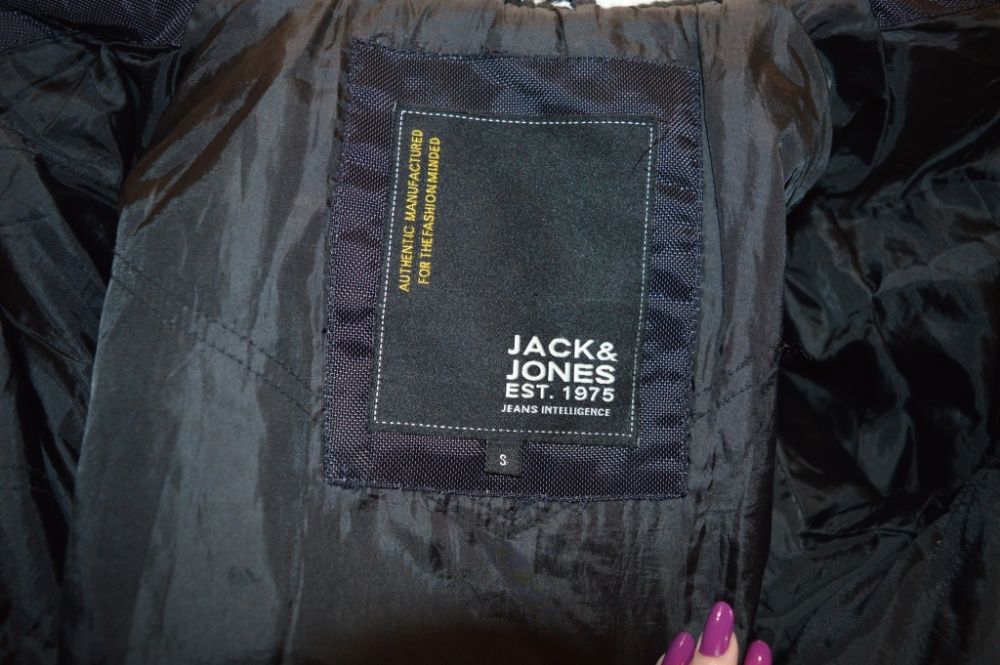 AUTHENTIC MANUFACTURED
FOR THE FASHION MINDED
JACK&
JONES
EST. 1975
JEANS INTELLIGENCE
S